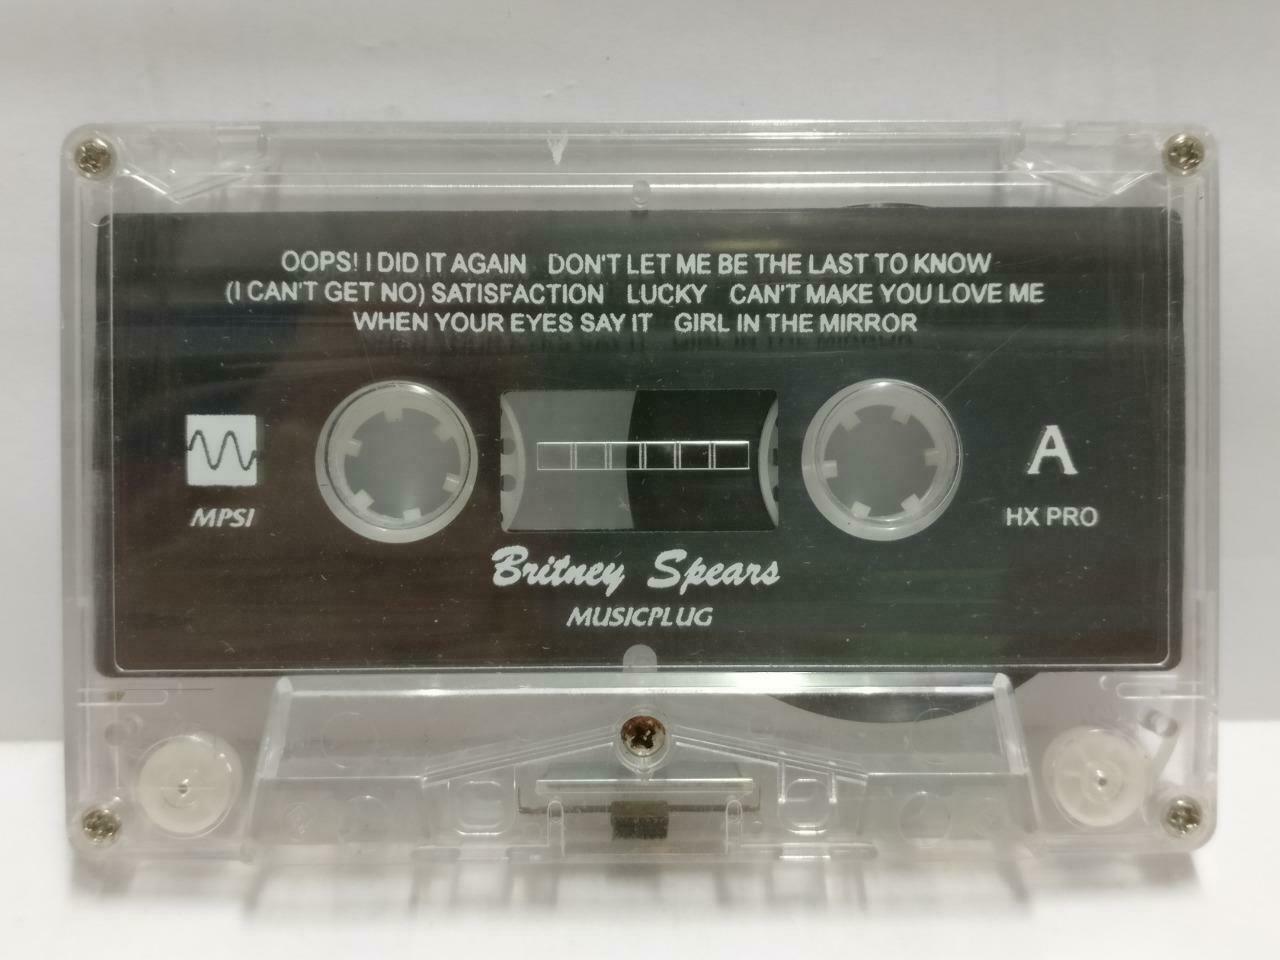 OOPS! I DID IT AGAIN DON'T LET ME BE THE LAST TO KNOW
(I CAN'T GET NO) SATISFACTION LUCKY CAN'T MAKE YOU LOVE ME
WHEN YOUR EYES SAY IT GIRL IN THE MIRROR
MPSI
A
HX PRO
Britney Spears
MUSICPLUG